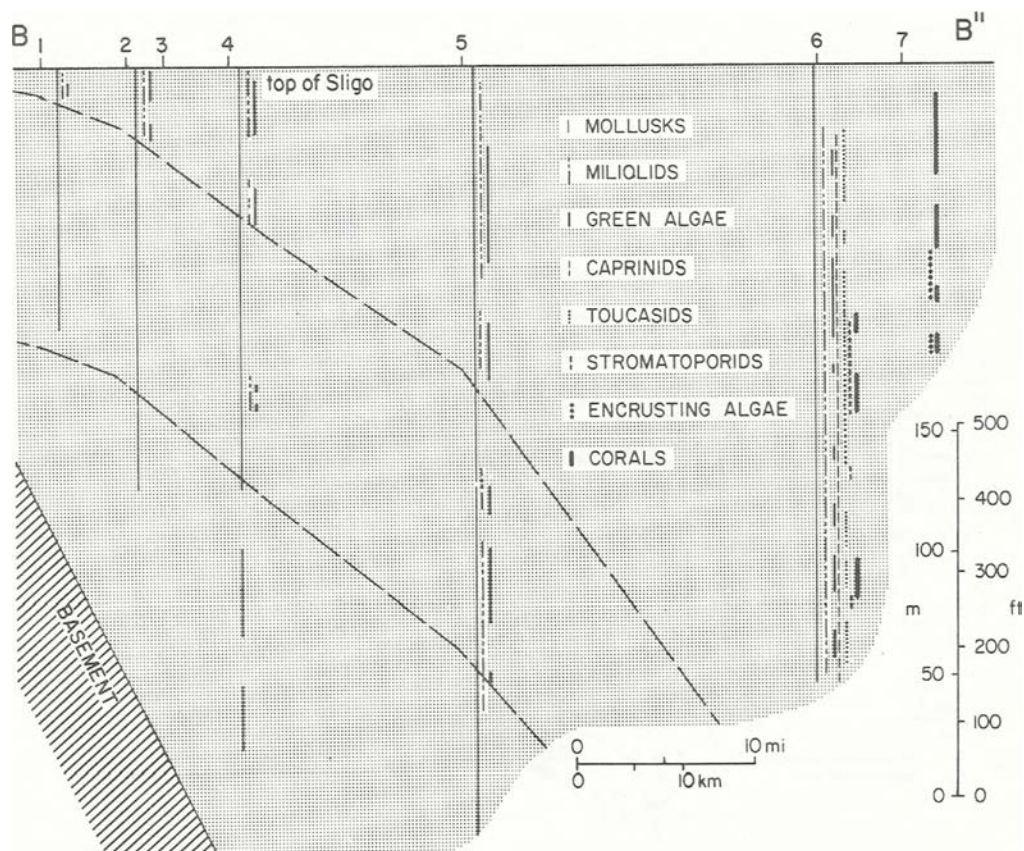 B 1 2 3 4 5 6 7 B"
top of Sligo
MOLLUSKS
MILIOLIDS
GREEN ALGAE
CAPRINIDS
TOUCASIDS
STROMATOPORIDS
ENCRUSTING ALGAE
CORALS
150 500
400
100 300
m ft
200
50
100
0 0
BASEMENT
0 10 mi
0 10 km